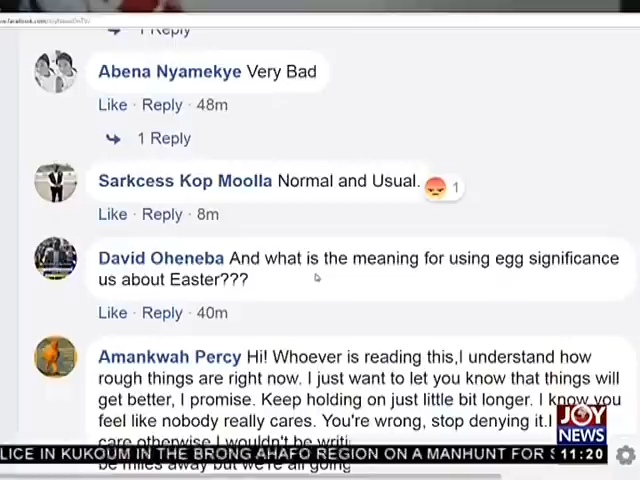 1 Reply
Abena Nyamekye Very Bad
Like · Reply · 48m
1 Reply
Sarkcess Kop Moolla Normal and Usual.
1
Like · Reply · 8m
David Oheneba And what is the meaning for using egg significance
us about Easter???
Like · Reply · 40m
Amankwah Percy Hi! Whoever is reading this,I understand how
rough things are right now. I just want to let you know that things will
get better, I promise. Keep holding on just little bit longer. I know you
feel like nobody really cares. You're wrong, stop denying it.I
care otherwise I wouldn't be writi
JOY
NEWS
LICE IN KUKOUM IN THE BRONG AHAFO REGION ON A MANHUNT FOR
11:20
be miles away but we're all going